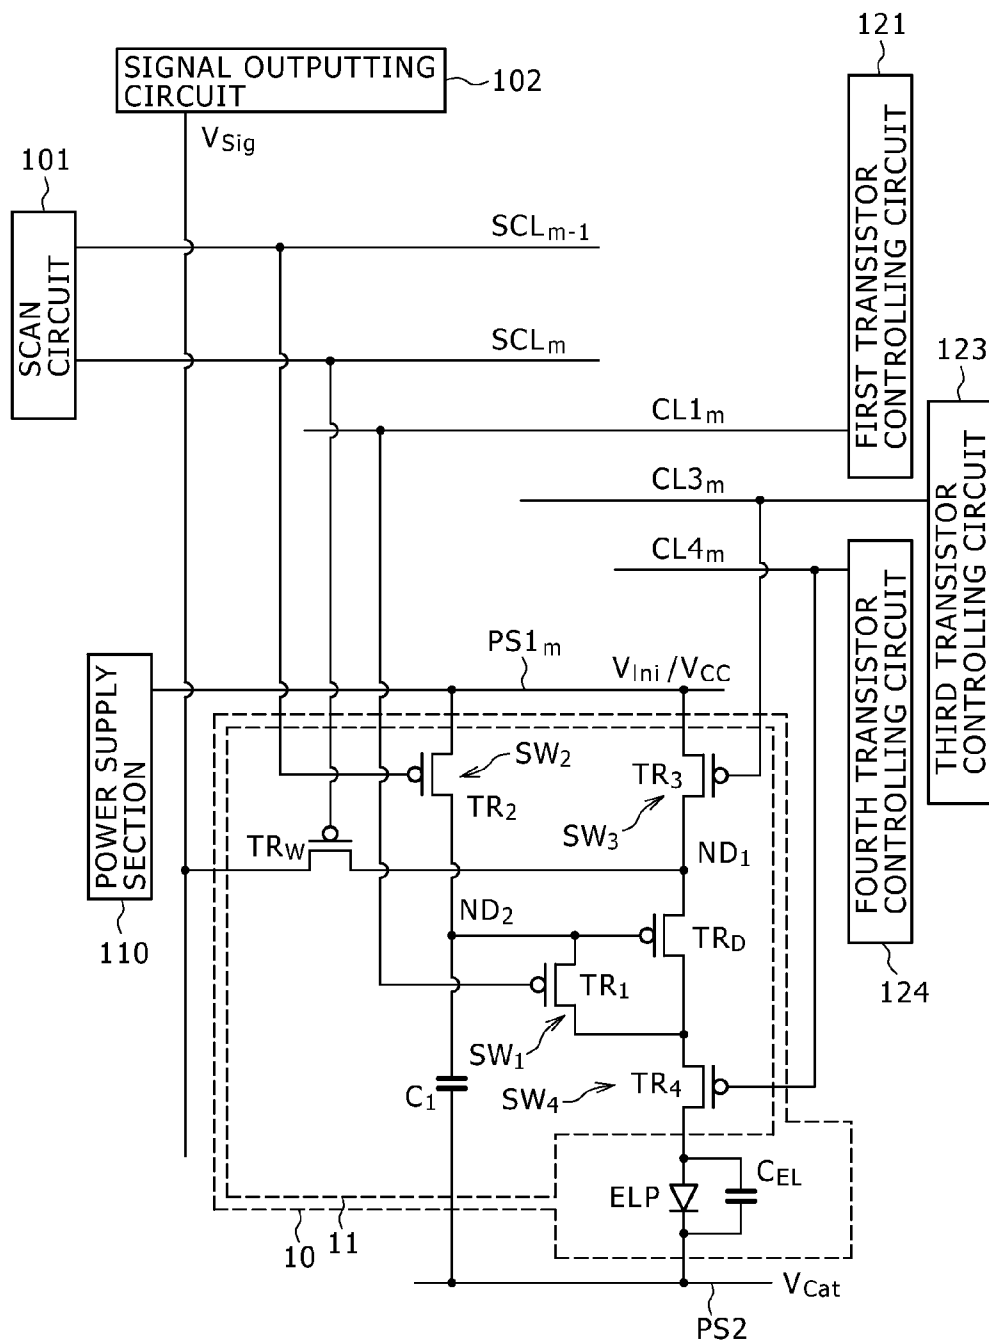 121
SIGNAL OUTPUTTING
CIRCUIT
102
VSig
101
SCAN
CIRCUIT
SCLm-1
SCLm
FIRST TRANSISTOR
CONTROLLING CIRCUIT
123
CL1m
CL3m
CL4m
THIRD TRANSISTOR
CONTROLLING CIRCUIT
FOURTH TRANSISTOR
CONTROLLING CIRCUIT
124
PS1m
VIni /VCC
POWER SUPPLY
SECTION
110
SW2
TR2
TR3
SW3
TRW
ND1
ND2
TRD
TR1
SW1
C1
TR4
SW4
CEL
ELP
11
10
VCat
PS2